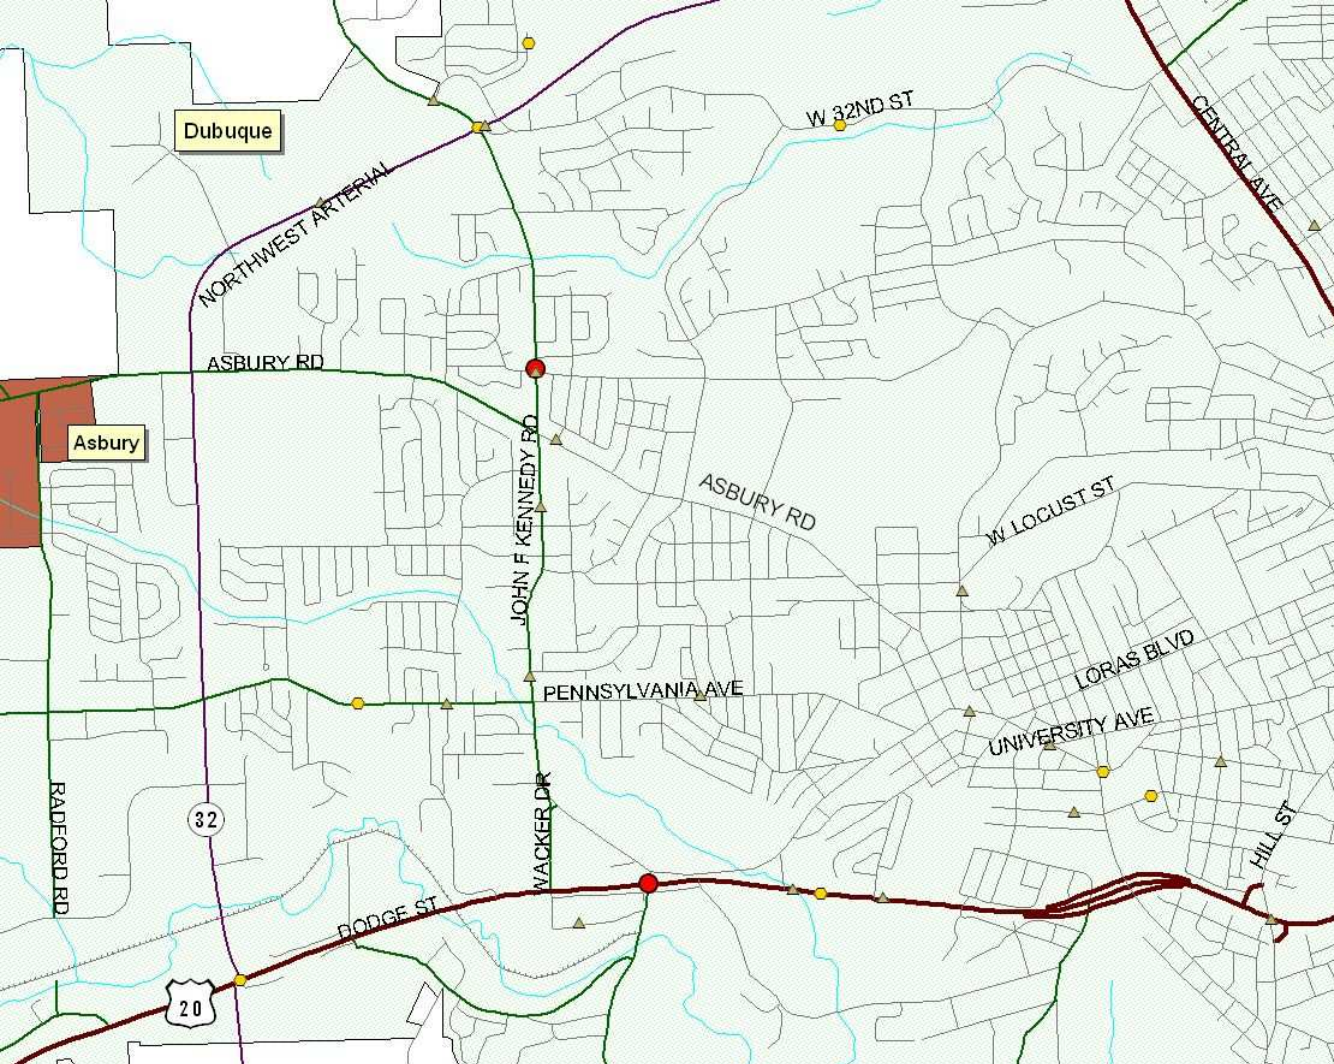 W 32ND ST
CENTRAL AVE
Dubuque
NORTHWEST ARTERIAL
ASBURY RD
Asbury
JOHN F KENNEDY RD
ASBURY RD
W LOCUST ST
LORAS BLVD
PENNSYLVANIA AVE
UNIVERSITY AVE
RADFORD RD
32
WACKER DR
HILL ST
DODGE ST
20